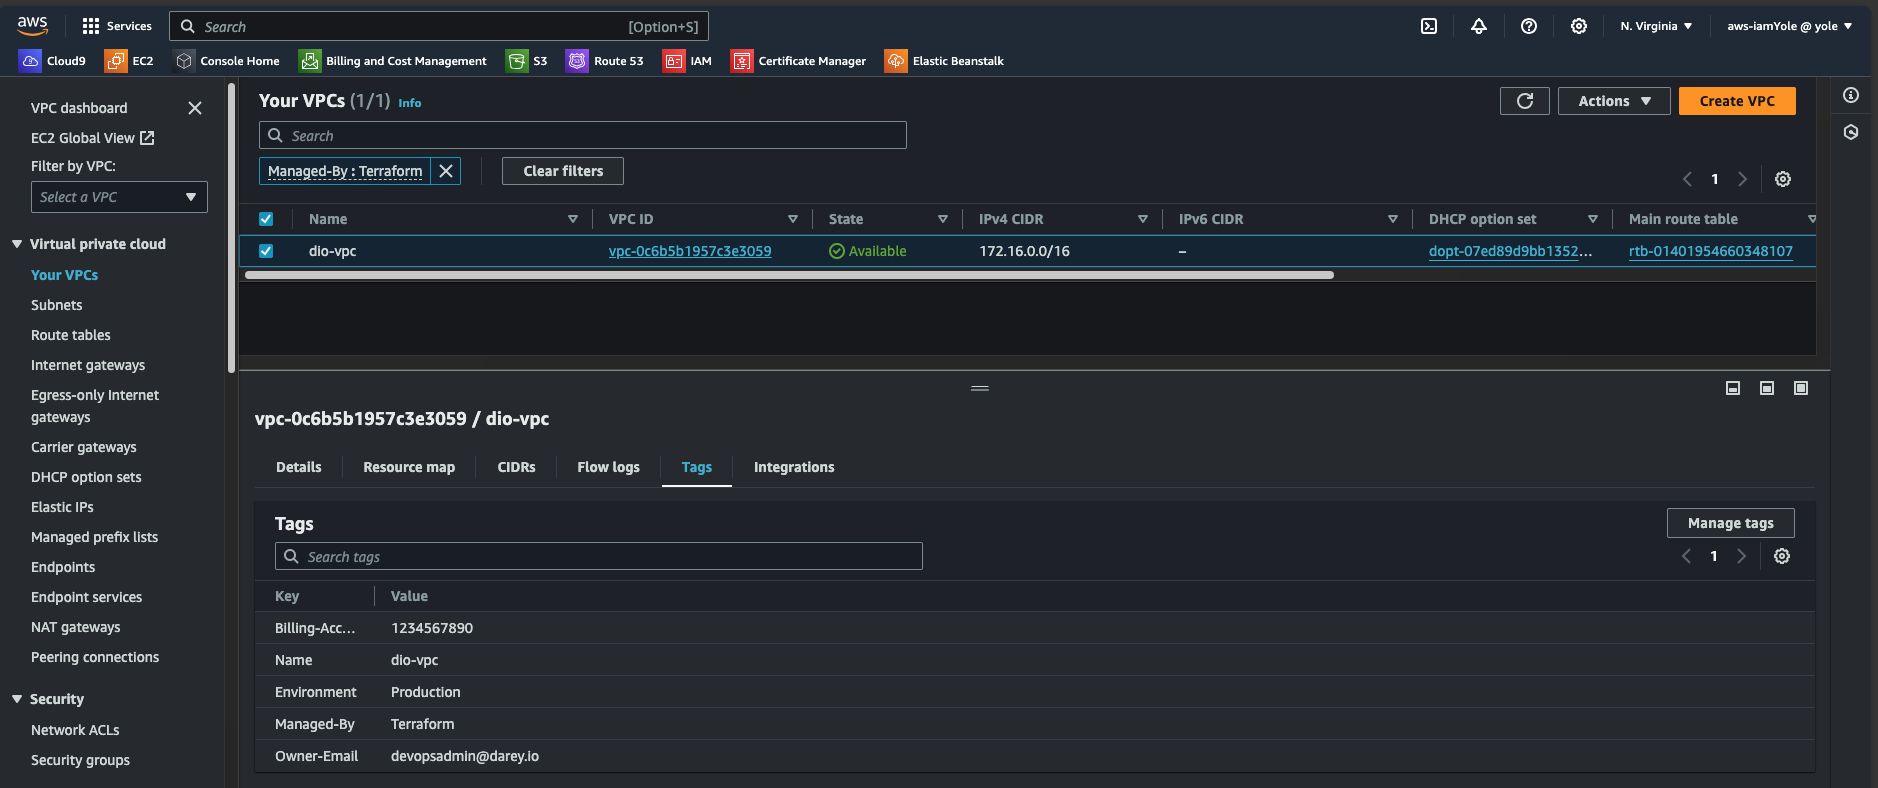 aws Services Search [Option+S] N. Virginia aws-iamYole @ yole
Cloud9 EC2 Console Home Billing and Cost Management S3 Route 53 IAM Certificate Manager Elastic Beanstalk
VPC dashboard
EC2 Global View
Filter by VPC:
Select a VPC
Virtual private cloud
Your VPCs
Subnets
Route tables
Internet gateways
Egress-only Internet
gateways
Carrier gateways
DHCP option sets
Elastic IPs
Managed prefix lists
Endpoints
Endpoint services
NAT gateways
Peering connections
Security
Network ACLs
Security groups
Your VPCs (1/1) Info Actions Create VPC
Search
Managed-By : Terraform Clear filters 1
Name VPC ID State IPv4 CIDR IPv6 CIDR DHCP option set Main route table
dio-vpc vpc-0c6b5b1957c3e3059 Available 172.16.0.0/16 – dopt-07ed89d9bb1352... rtb-01401954660348107
vpc-0c6b5b1957c3e3059 / dio-vpc
Details Resource map CIDRs Flow logs Tags Integrations
Tags Manage tags
Search tags 1
Key Value
Billing-Acc... 1234567890
Name dio-vpc
Environment Production
Managed-By Terraform
Owner-Email devopsadmin@darey.io